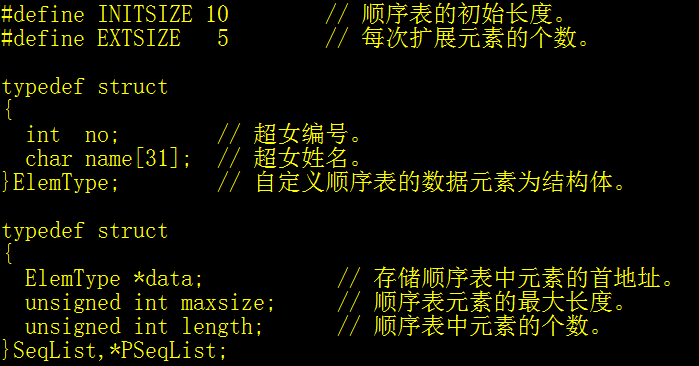 #define INITSIZE 10        // 顺序表的初始长度。
#define EXTSIZE   5        // 每次扩展元素的个数。
typedef struct
{
  int  no;        // 超女编号。
  char name[31];  // 超女姓名。
}ElemType;        // 自定义顺序表的数据元素为结构体。
typedef struct
{
  ElemType *data;           // 存储顺序表中元素的首地址。
  unsigned int maxsize;     // 顺序表元素的最大长度。
  unsigned int length;      // 顺序表中元素的个数。
}SeqList,*PSeqList;